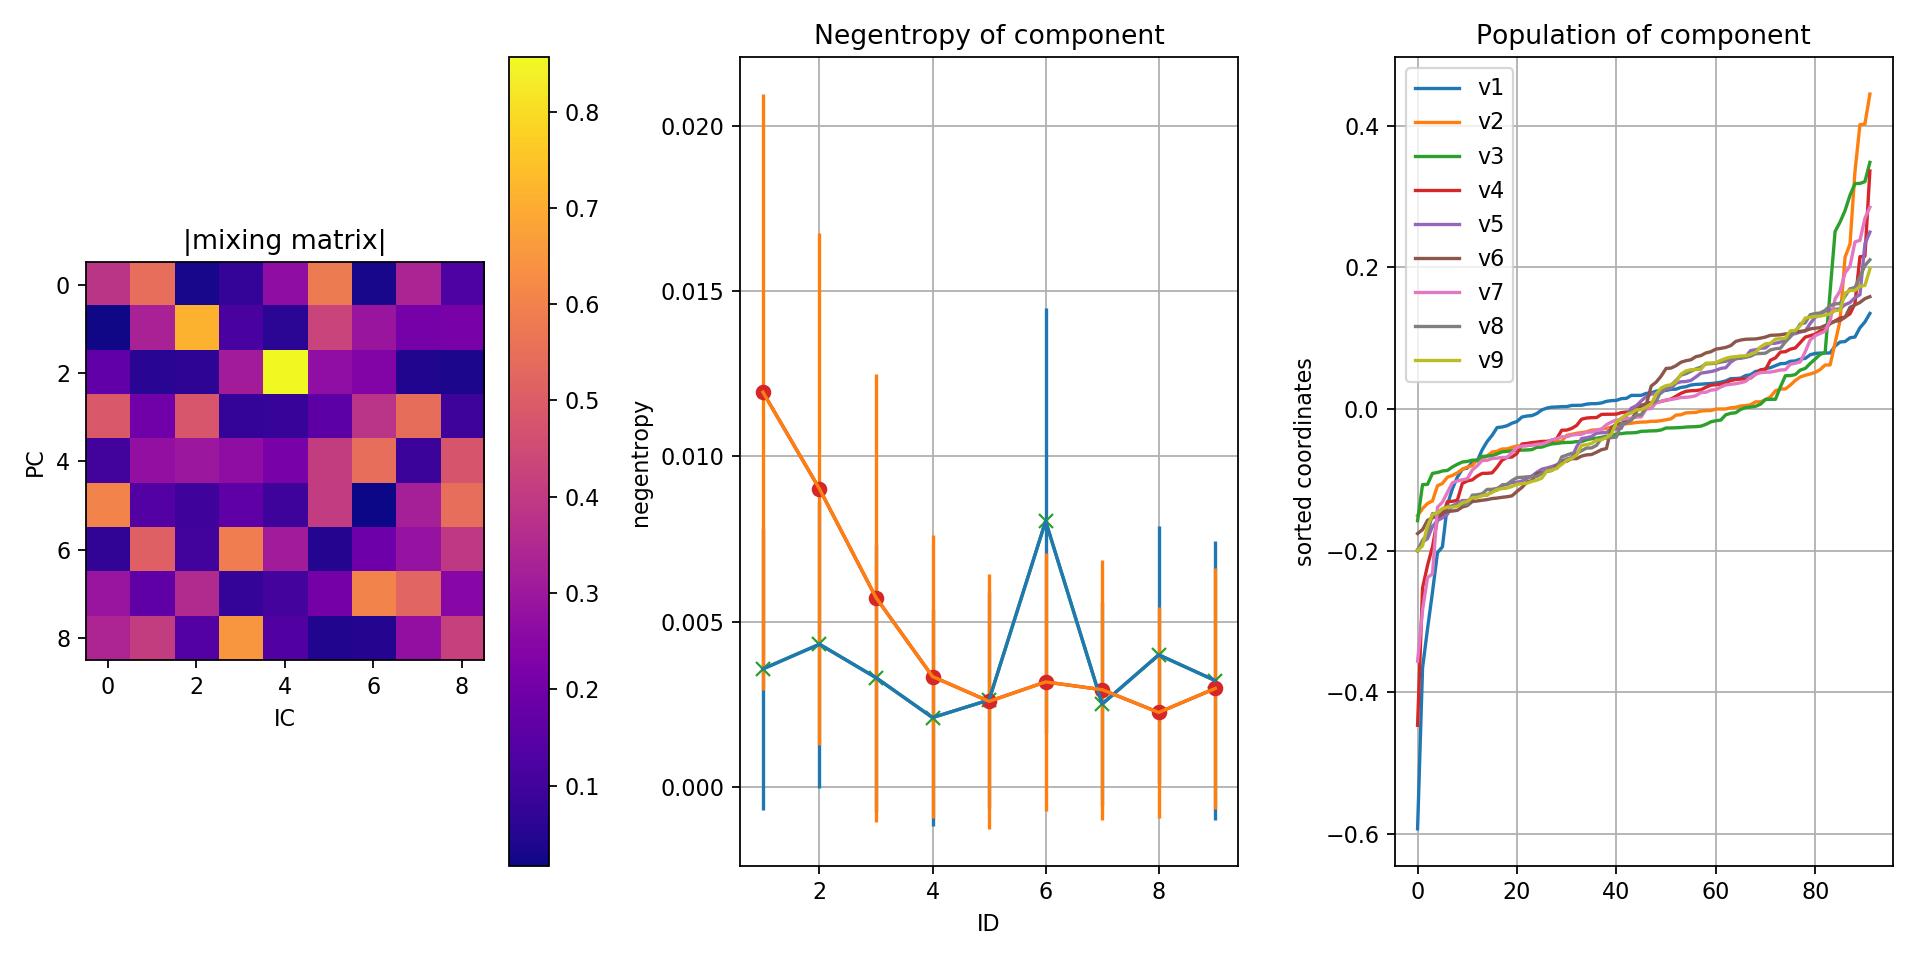 |mixing matrix|
0
2
4
6
8
PC
0 2 4 6 8
IC
0.8
0.7
0.6
0.5
0.4
0.3
0.2
0.1
Negentropy of component
0.020
0.015
0.010
0.005
0.000
negentropy
2 4 6 8
ID
Population of component
0.4
0.2
0.0
−0.2
−0.4
−0.6
sorted coordinates
0 20 40 60 80
v1
v2
v3
v4
v5
v6
v7
v8
v9